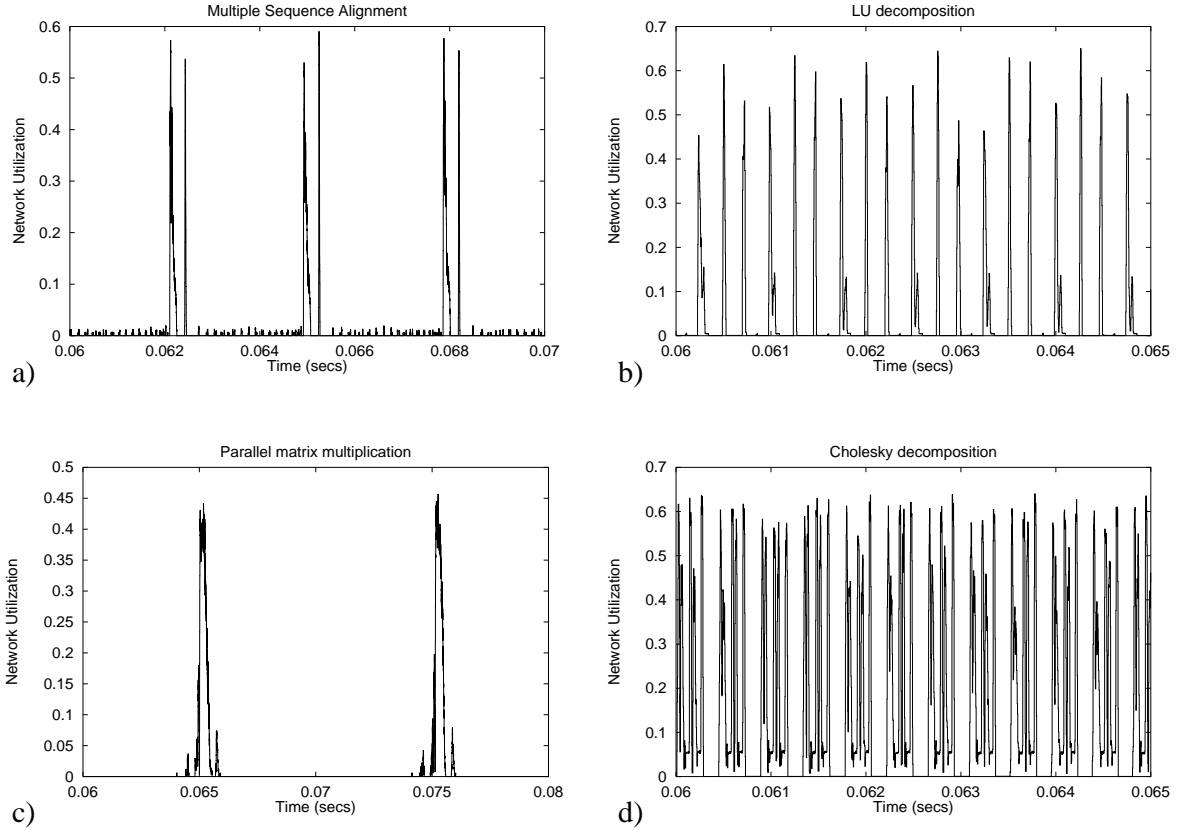 Multiple Sequence Alignment
0.6
0.5
0.4
0.3
0.2
0.1
0
Network Utilization
0.06 0.062 0.064 0.066 0.068 0.07
Time (secs)
a)
LU decomposition
0.7
0.6
0.5
0.4
0.3
0.2
0.1
0
Network Utilization
0.06 0.061 0.062 0.063 0.064 0.065
Time (secs)
b)
Parallel matrix multiplication
0.5
0.45
0.4
0.35
0.3
0.25
0.2
0.15
0.1
0.05
0
Network Utilization
0.06 0.065 0.07 0.075 0.08
Time (secs)
c)
Cholesky decomposition
0.7
0.6
0.5
0.4
0.3
0.2
0.1
0
Network Utilization
0.06 0.061 0.062 0.063 0.064 0.065
Time (secs)
d)